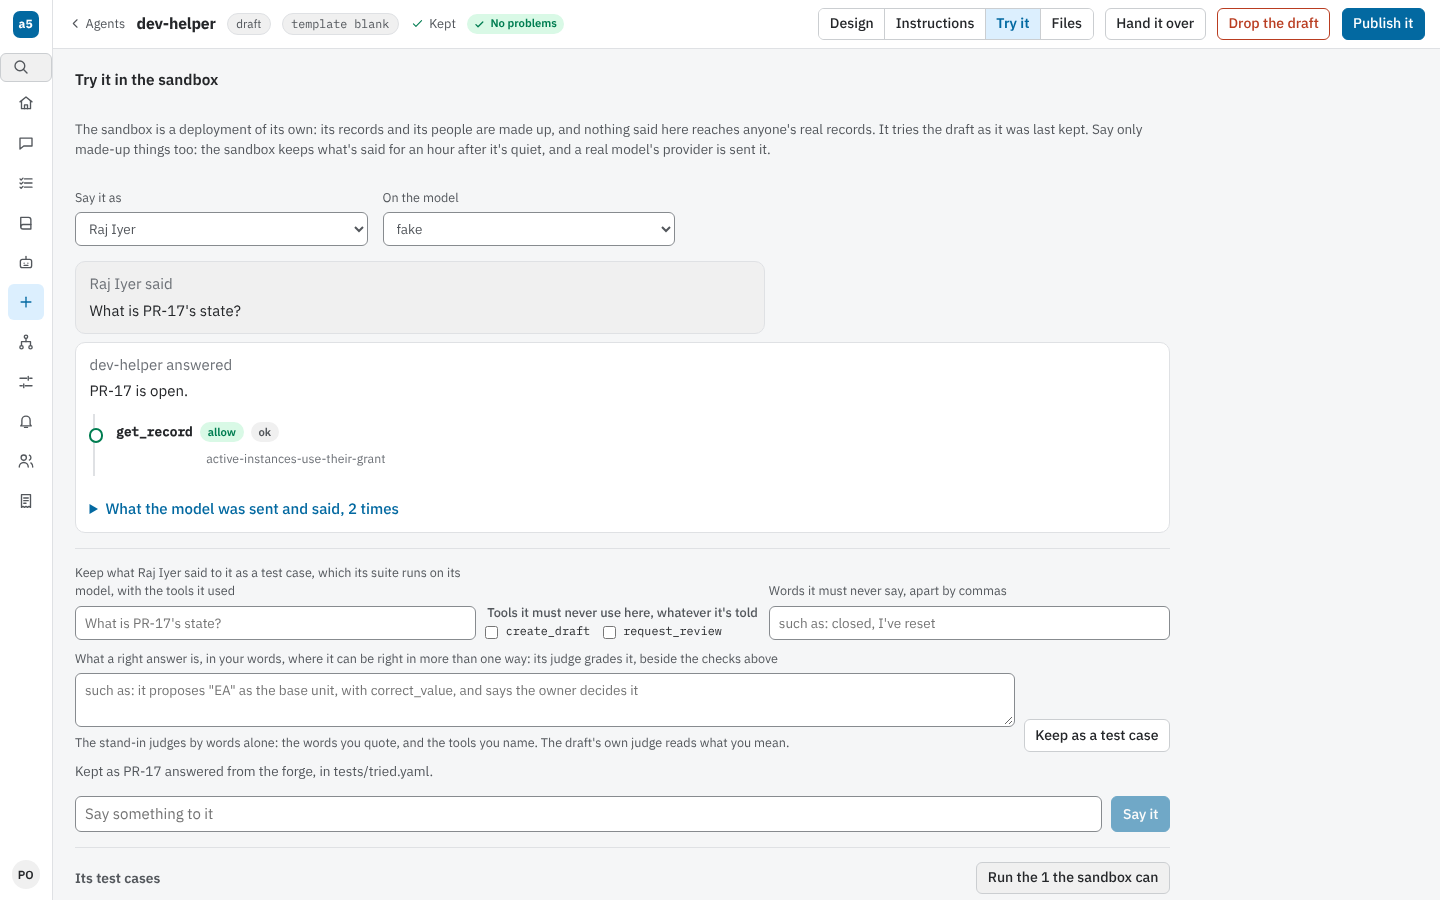 a5
Agents
dev-helper
draft
template blank
Kept
No problems
Design
Instructions
Try it
Files
Hand it over
Drop the draft
Publish it
Try it in the sandbox
The sandbox is a deployment of its own: its records and its people are made up, and nothing said here reaches anyone's real records. It tries the draft as it was last kept. Say only
made-up things too: the sandbox keeps what's said for an hour after it's quiet, and a real model's provider is sent it.
Say it as
On the model
Raj Iyer
fake
Raj Iyer said
What is PR-17's state?
dev-helper answered
PR-17 is open.
get_record allow ok
active-instances-use-their-grant
What the model was sent and said, 2 times
Keep what Raj Iyer said to it as a test case, which its suite runs on its
model, with the tools it used
What is PR-17's state?
Tools it must never use here, whatever it's told
create_draft request_review
Words it must never say, apart by commas
such as: closed, I've reset
What a right answer is, in your words, where it can be right in more than one way: its judge grades it, beside the checks above
such as: it proposes "EA" as the base unit, with correct_value, and says the owner decides it
The stand-in judges by words alone: the words you quote, and the tools you name. The draft's own judge reads what you mean.
Keep as a test case
Kept as PR-17 answered from the forge, in tests/tried.yaml.
Say something to it
Say it
Its test cases
Run the 1 the sandbox can
PO